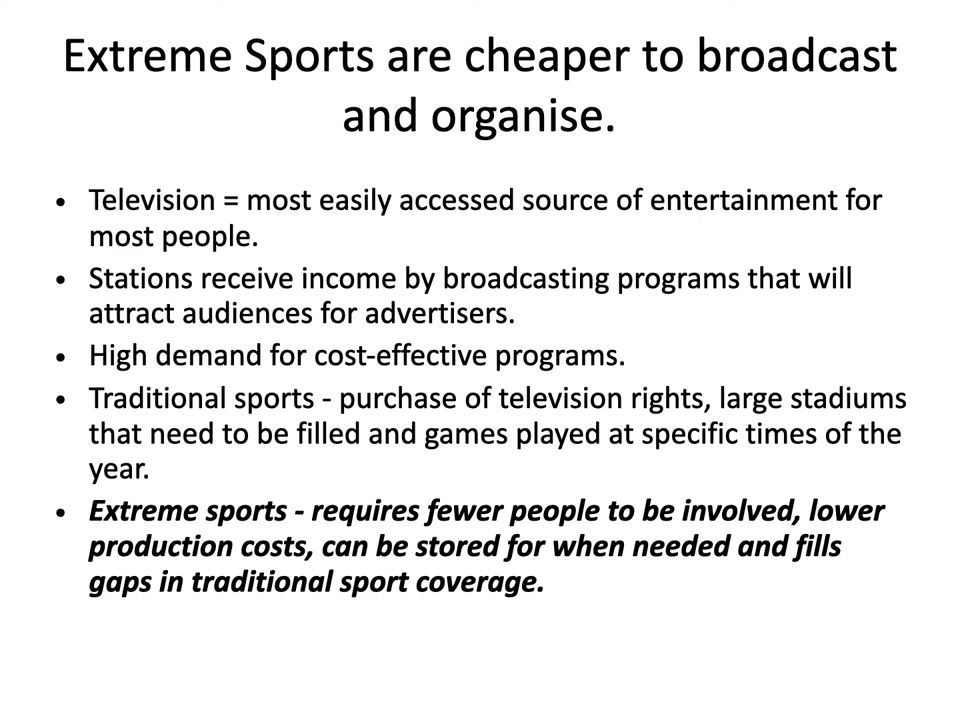 Extreme Sports are cheaper to broadcast
and organise.
• Television = most easily accessed source of entertainment for
most people.
• Stations receive income by broadcasting programs that will
attract audiences for advertisers.
• High demand for cost-effective programs.
• Traditional sports - purchase of television rights, large stadiums
that need to be filled and games played at specific times of the
year.
• Extreme sports - requires fewer people to be involved, lower
production costs, can be stored for when needed and fills
gaps in traditional sport coverage.